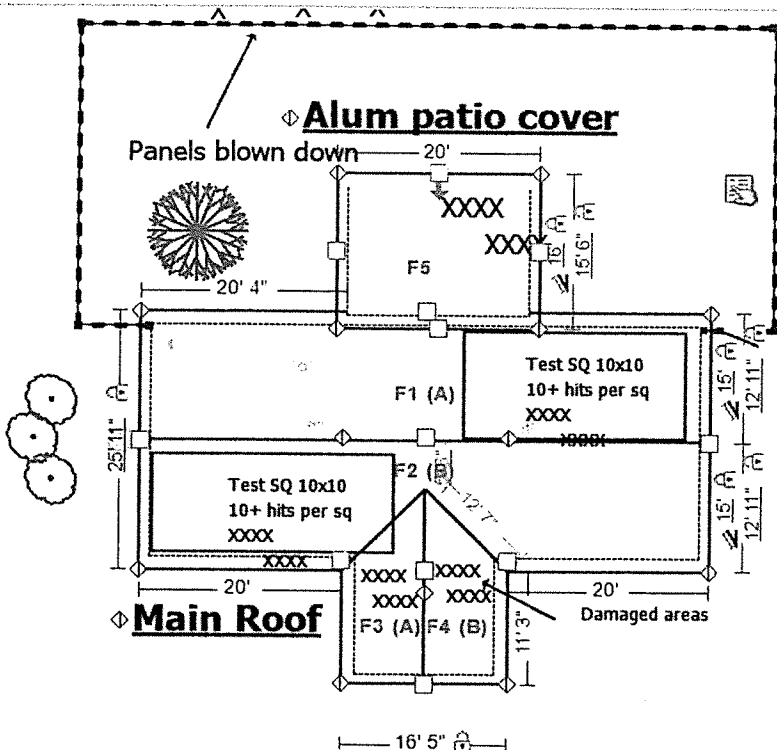 Alum patio cover
Panels blown down
20'
XXXX
XXXX
F5
16'
15' 6"
20' 4"
Test SQ 10x10
10+ hits per sq
XXXX
XXXX
F1 (A)
15'
12' 11"
25' 11"
F2 (B)
Test SQ 10x10
10+ hits per sq
XXXX
XXXX
12' 7"
15'
12' 11"
XXXX
XXXX
XXXX
XXXX
20'
20'
Main Roof
F3 (A)
F4 (B)
Damaged areas
11' 3"
16' 5"